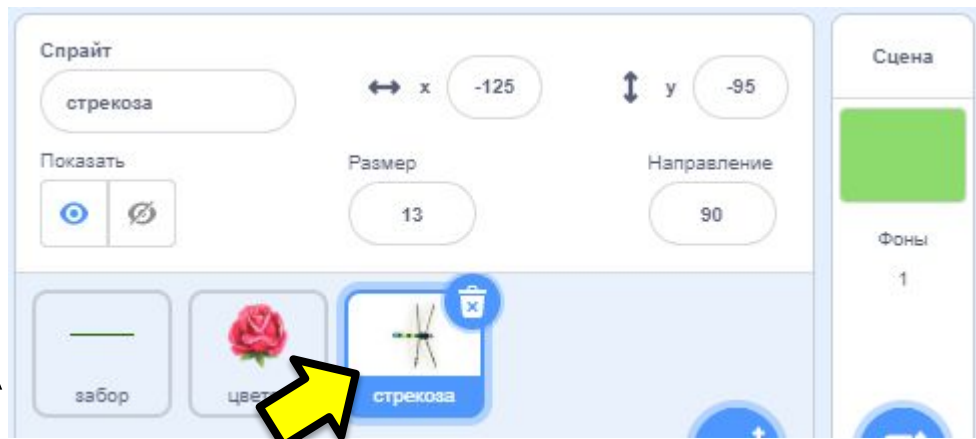 Спрайт
стрекоза
x -125
y -95
Показать
Размер
13
Направление
90
Сцена
Фоны
1
забор
стрекоза